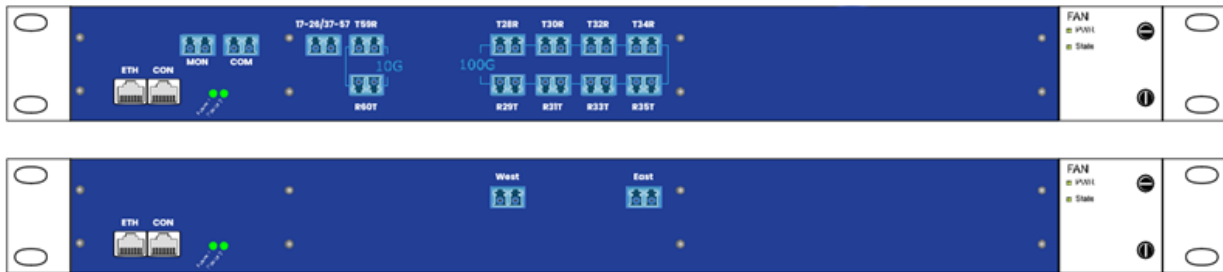 17-26/37-57 T59R T28R T30R T32R T34R FAN
PWR
State
MON COM
10G 100G
ETH CON
R60T R29T R31T R33T R35T
West East FAN
PWR
State
ETH CON